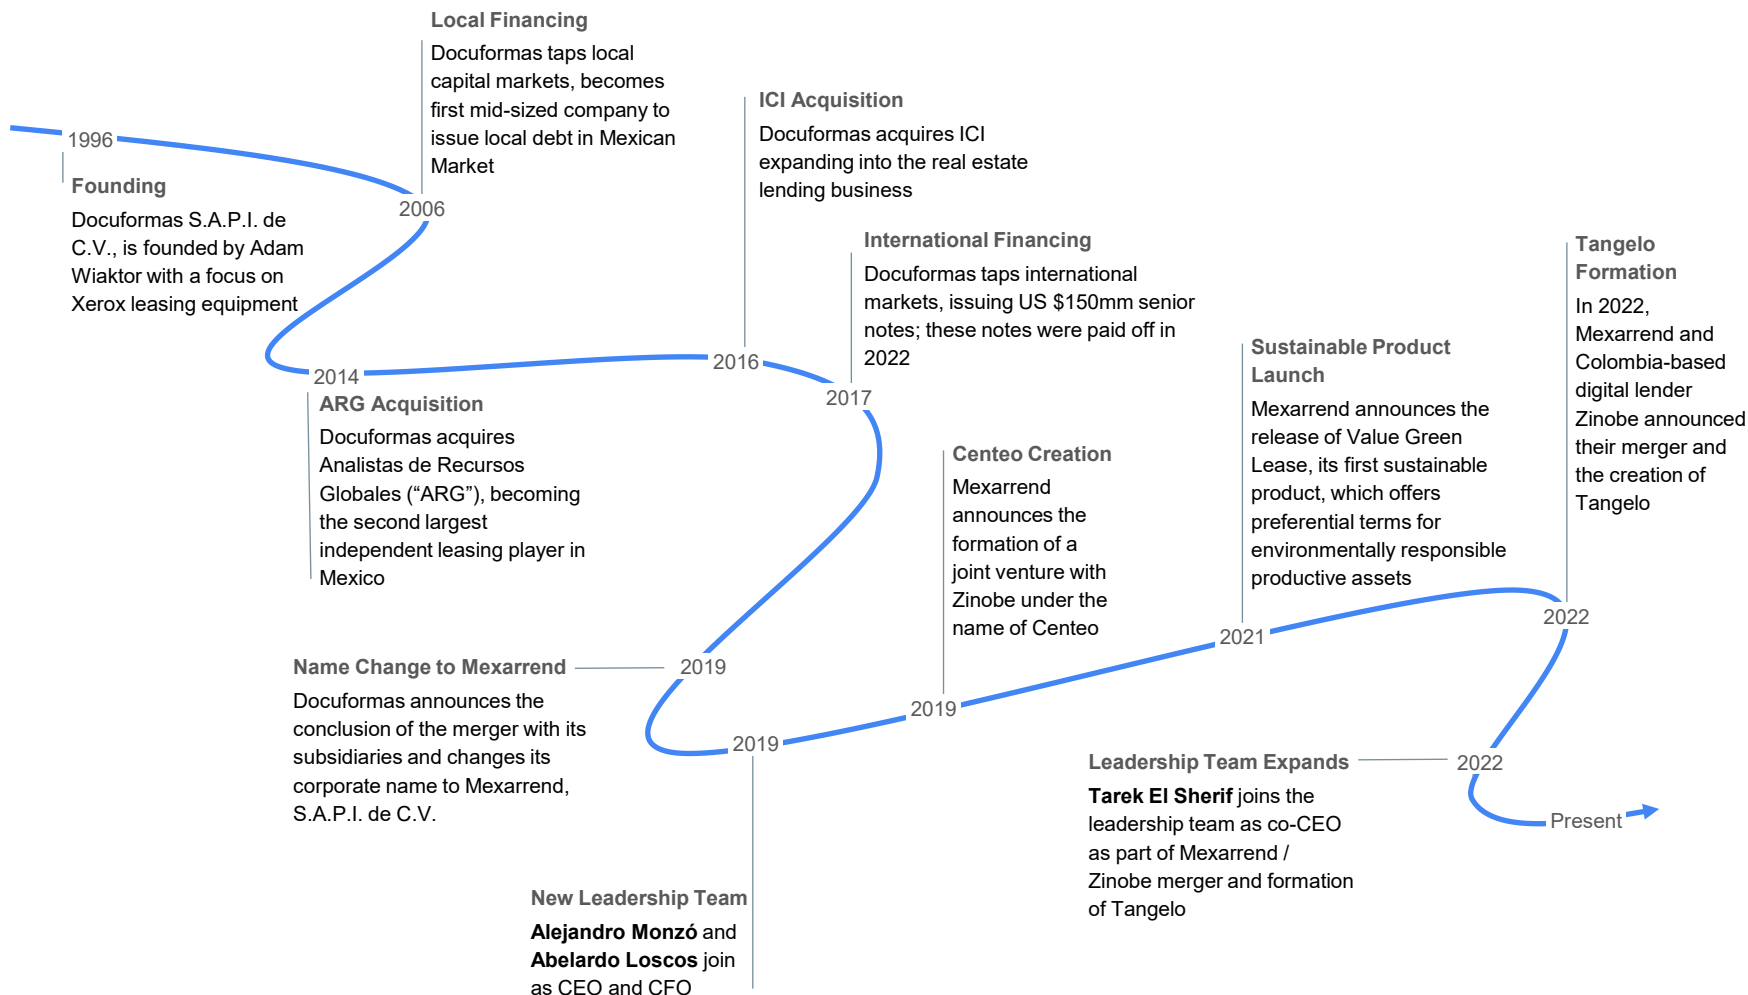 1996
Founding
Docuformas S.A.P.I. de
C.V., is founded by Adam
Wiaktor with a focus on
Xerox leasing equipment
Local Financing
Docuformas taps local
capital markets, becomes
first mid-sized company to
issue local debt in Mexican
Market
2006
2014
ARG Acquisition
Docuformas acquires
Analistas de Recursos
Globales (“ARG”), becoming
the second largest
independent leasing player in
Mexico
ICI Acquisition
Docuformas acquires ICI
expanding into the real estate
lending business
2016
International Financing
Docuformas taps international
markets, issuing US $150mm senior
notes; these notes were paid off in
2022
2017
Name Change to Mexarrend
2019
Docuformas announces the
conclusion of the merger with its
subsidiaries and changes its
corporate name to Mexarrend,
S.A.P.I. de C.V.
2019
New Leadership Team
Alejandro Monzó and
Abelardo Loscos join
as CEO and CFO
Centeo Creation
Mexarrend
announces the
formation of a
joint venture with
Zinobe under the
name of Centeo
2019
Sustainable Product
Launch
Mexarrend announces the
release of Value Green
Lease, its first sustainable
product, which offers
preferential terms for
environmentally responsible
productive assets
2021
Tangelo
Formation
In 2022,
Mexarrend and
Colombia-based
digital lender
Zinobe announced
their merger and
the creation of
Tangelo
2022
Leadership Team Expands
2022
Tarek El Sherif joins the
leadership team as co-CEO
as part of Mexarrend /
Zinobe merger and formation
of Tangelo
Present